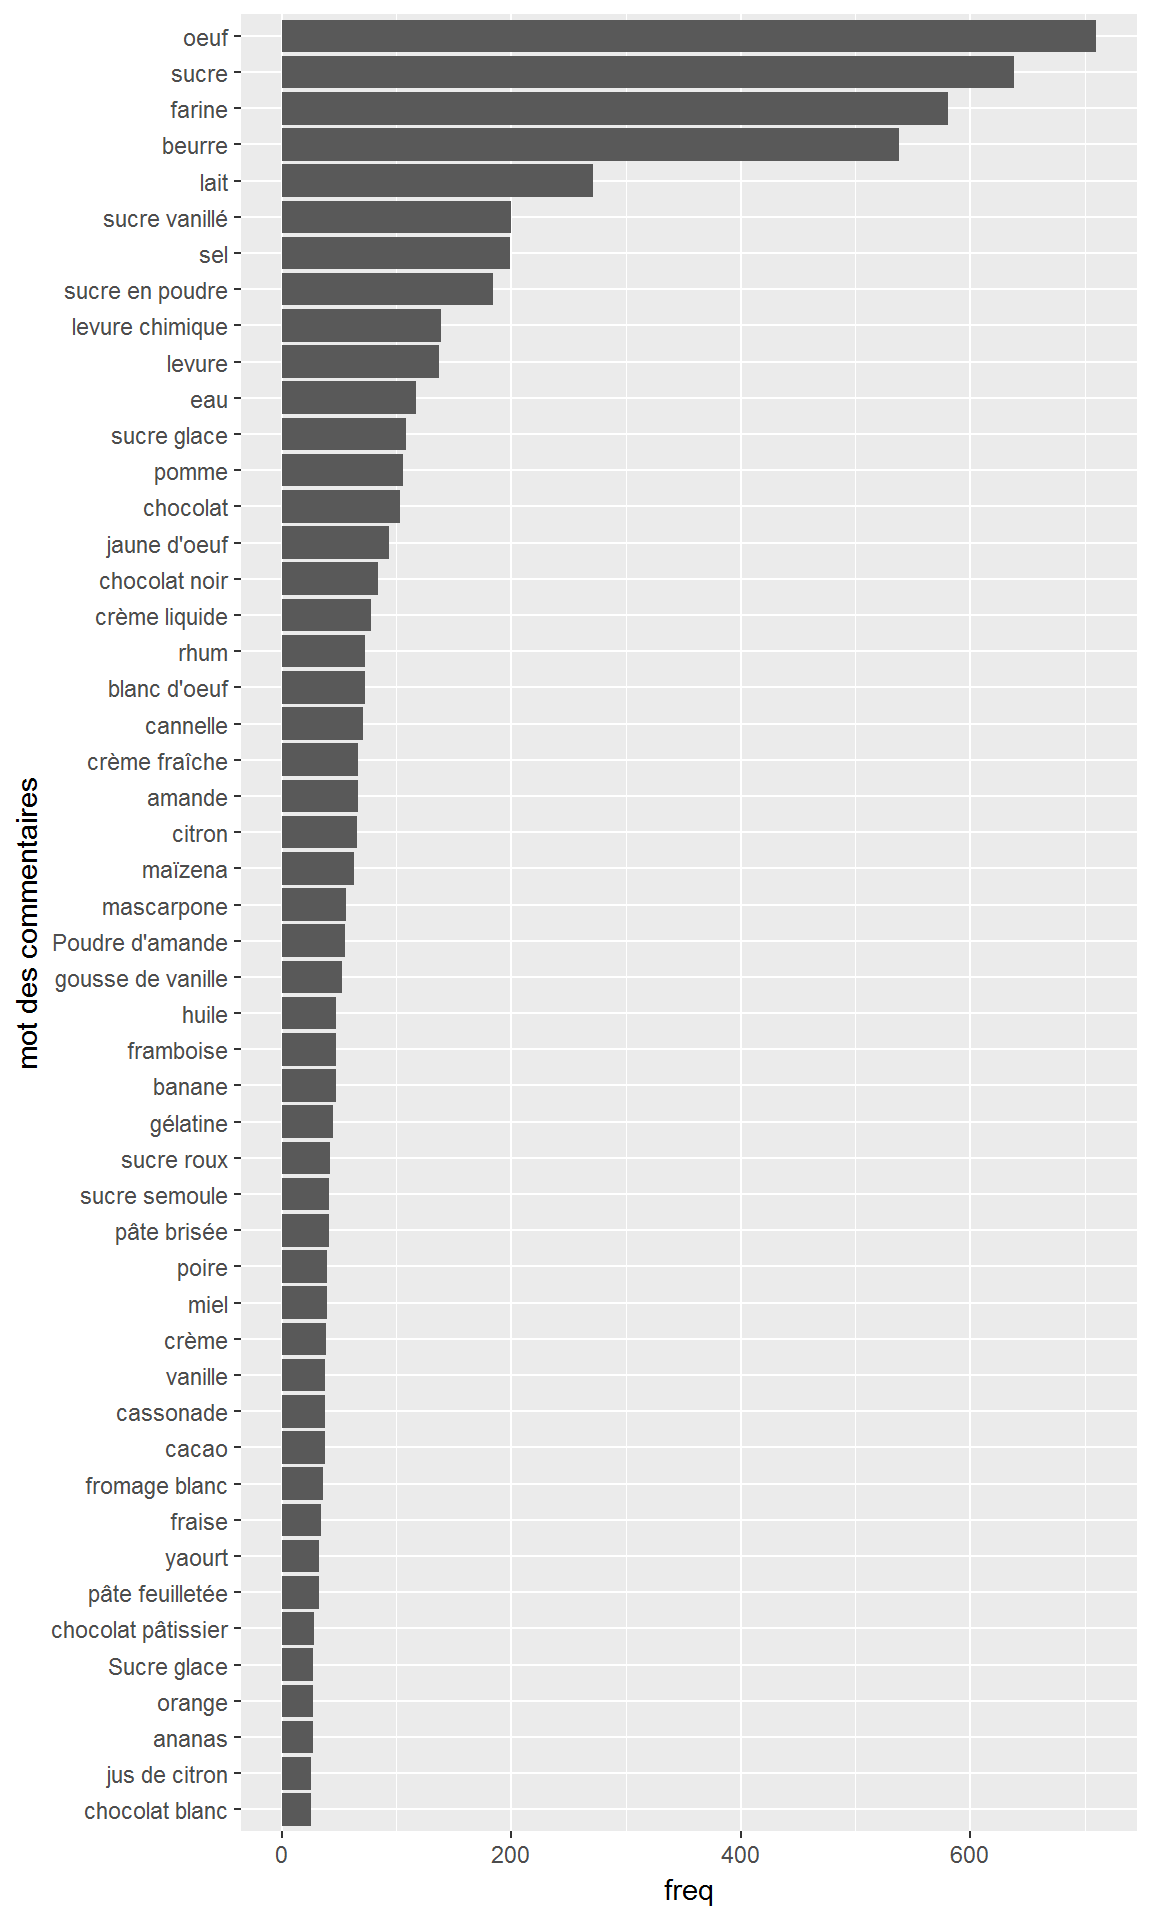 oeuf
sucre
farine
beurre
lait
sucre vanillé
sel
sucre en poudre
levure chimique
levure
eau
sucre glace
pomme
chocolat
jaune d'oeuf
chocolat noir
crème liquide
rhum
blanc d'oeuf
cannelle
crème fraîche
amande
citron
maïzena
mascarpone
Poudre d'amande
gousse de vanille
huile
framboise
banane
gélatine
sucre roux
sucre semoule
pâte brisée
poire
miel
crème
vanille
cassonade
cacao
fromage blanc
fraise
yaourt
pâte feuilletée
chocolat pâtissier
Sucre glace
orange
ananas
jus de citron
chocolat blanc
mot des commentaires
0 200 400 600
freq